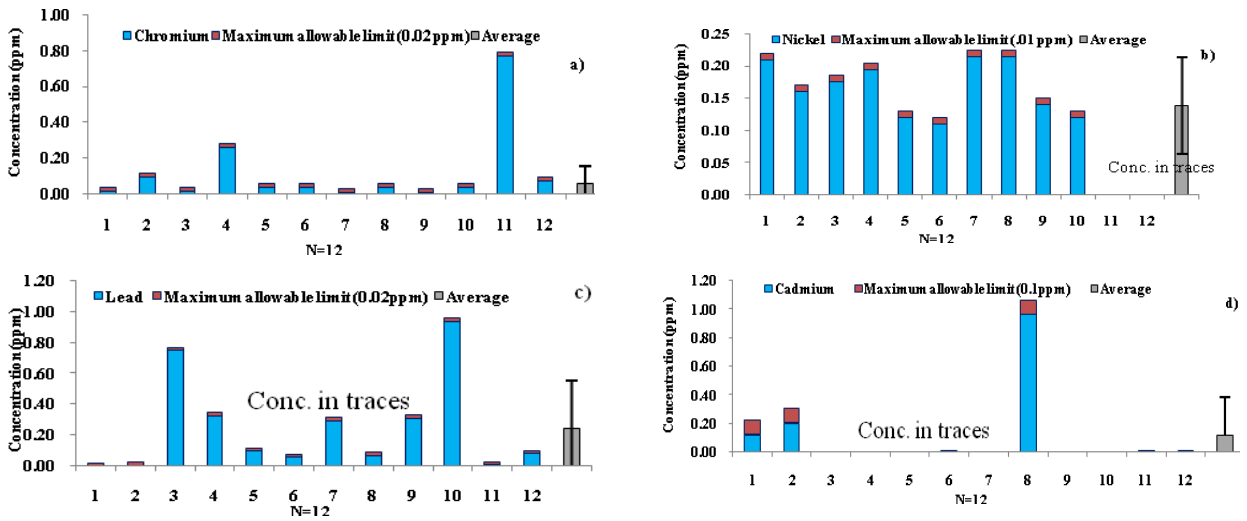 1.00
Chromium Maximum allowable limit(0.02ppm) Average
0.80
a)
0.60
0.40
0.20
0.00
Concentration(ppm)
1 2 3 4 5 6 7 8 9 10 11 12
N=12
0.25
Nickel Maximum allowable limit(.01ppm) Average
b)
0.20
0.15
0.10
0.05
0.00
Concentration(ppm)
Conc. in traces
1 2 3 4 5 6 7 8 9 10 11 12
N=12
1.20
Lead Maximum allowable limit(0.02ppm) Average
c)
1.00
0.80
0.60
0.40
0.20
0.00
Concentration(ppm)
Conc. in traces
1 2 3 4 5 6 7 8 9 10 11 12
N=12
1.20
Cadmium Maximum allowable limit(0.1ppm) Average
d)
1.00
0.80
0.60
0.40
0.20
0.00
Concentration(ppm)
Conc. in traces
1 2 3 4 5 6 7 8 9 10 11 12
N=12